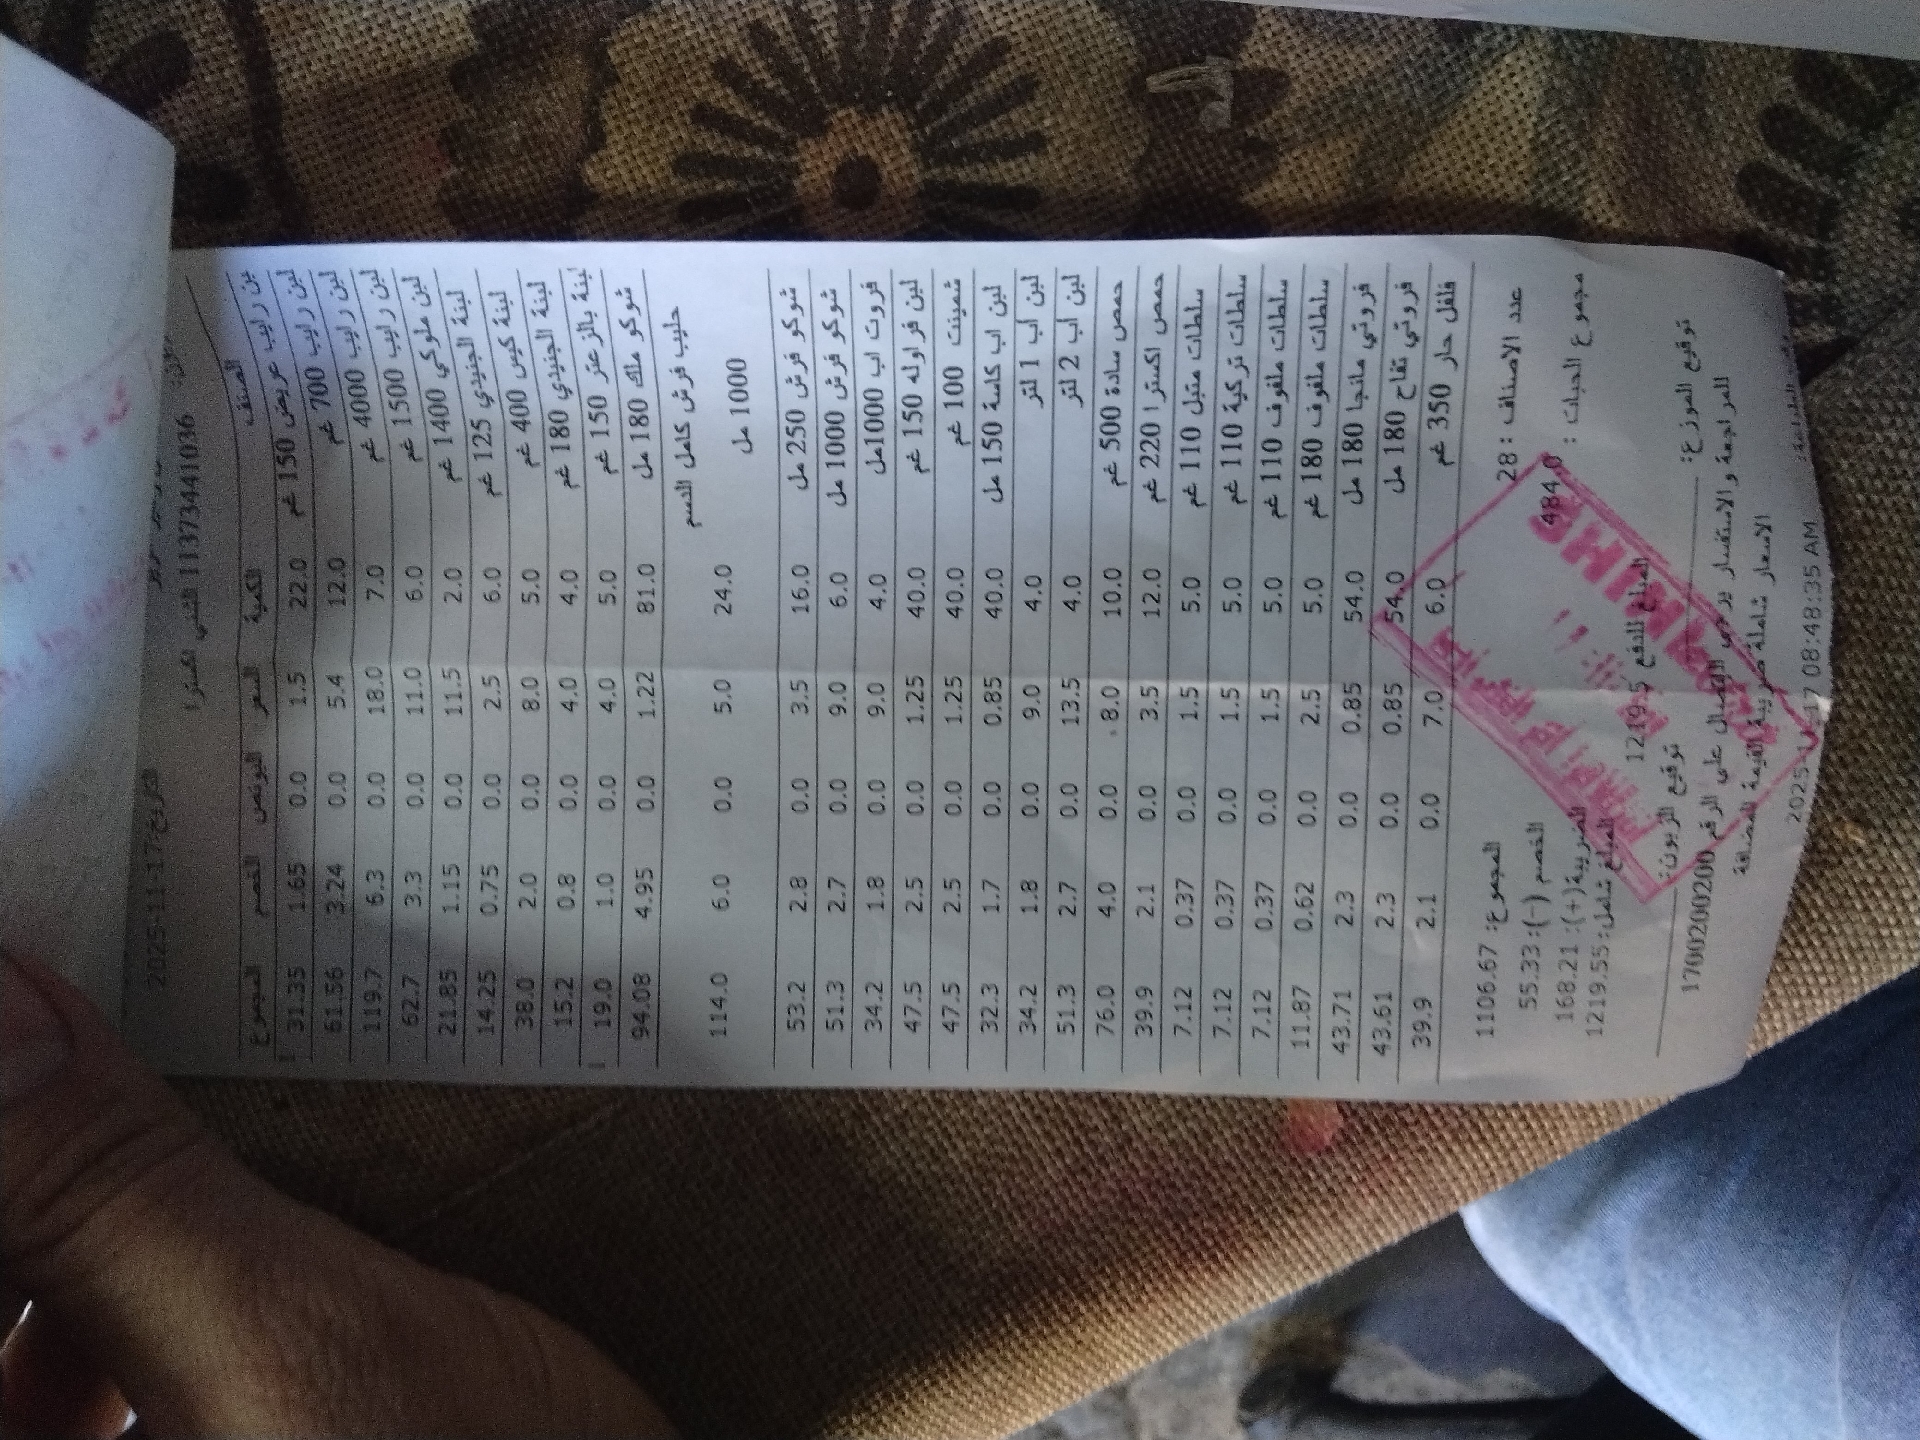 2025-11-17
113733441036 الثني اكسترا
الصنف الكمية السعر البونص الخصم المجموع
لبن رايب عريض 150 غم 22.0 1.5 0.0 1.65 31.35
لبن رايب 700 غم 12.0 5.4 0.0 3.24 61.56
لبن رايب 4000 غم 7.0 18.0 0.0 6.3 119.7
لبن رايب 1500 غم 6.0 11.0 0.0 3.3 62.7
لبن ملوكي 1400 غم 2.0 11.5 0.0 1.15 21.85
لبنة الجنيدي 125 غم 6.0 2.5 0.0 0.75 14.25
لبنة كيس 400 غم 5.0 8.0 0.0 2.0 38.0
لبنة الجنيدي 180 غم 4.0 4.0 0.0 0.8 15.2
لبنة بالزعتر 150 غم 5.0 4.0 0.0 1.0 19.0
شوكو ملك 180 مل 81.0 1.22 0.0 4.95 94.08
حليب فرش كامل الدسم
1000 مل 24.0 5.0 0.0 6.0 114.0
شوكو فرش 250 مل 16.0 3.5 0.0 2.8 53.2
شوكو فرش 1000 مل 6.0 9.0 0.0 2.7 51.3
فروت اب 1000مل 4.0 9.0 0.0 1.8 34.2
لبن فراوله 150 غم 40.0 1.25 0.0 2.5 47.5
شمينت 100 غم 40.0 1.25 0.0 2.5 47.5
لبن اب كاسة 150 مل 40.0 0.85 0.0 1.7 32.3
لبن اب 1 لتر 4.0 9.0 0.0 1.8 34.2
لبن اب 2 لتر 4.0 13.5 0.0 2.7 51.3
حمص سادة 500 غم 10.0 8.0 0.0 4.0 76.0
حمص اكسترا 220 غم 12.0 3.5 0.0 2.1 39.9
سلطات متبل 110 غم 5.0 1.5 0.0 0.37 7.12
سلطات تركية 110 غم 5.0 1.5 0.0 0.37 7.12
سلطات ملفوف 110 غم 5.0 1.5 0.0 0.37 7.12
سلطات ملفوف 180 غم 5.0 2.5 0.0 0.62 11.87
فروتي مانجا 180 مل 54.0 0.85 0.0 2.3 43.71
فروتي تفاح 180 مل 54.0 0.85 0.0 2.3 43.61
فلفل حار 350 غم 6.0 7.0 0.0 2.1 39.9
عدد الاصناف : 28 المجموع: 1106.67
الخصم (-): 55.33
مجموع الحبات : 484.0 الضريبة(+): 168.21
المبلغ شامل: 1219.55
المبلغ للدفع 1219.5
توقيع الموزع: توقيع الزبون:
للمراجعة والاستفسار يرجى الاتصال على الرقم 1700200200
الاسعار شاملة ضريبة القيمة المضافة
08:48:35 AM